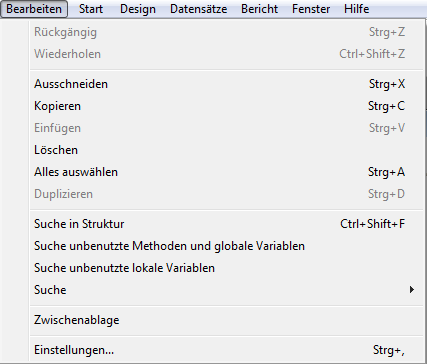 Bearbeiten Start Design Datensätze Bericht Fenster Hilfe
Rückgängig Strg+Z
Wiederholen Ctrl+Shift+Z
Ausschneiden Strg+X
Kopieren Strg+C
Einfügen Strg+V
Löschen
Alles auswählen Strg+A
Duplizieren Strg+D
Suche in Struktur Ctrl+Shift+F
Suche unbenutzte Methoden und globale Variablen
Suche unbenutzte lokale Variablen
Suche
Zwischenablage
Einstellungen... Strg+,